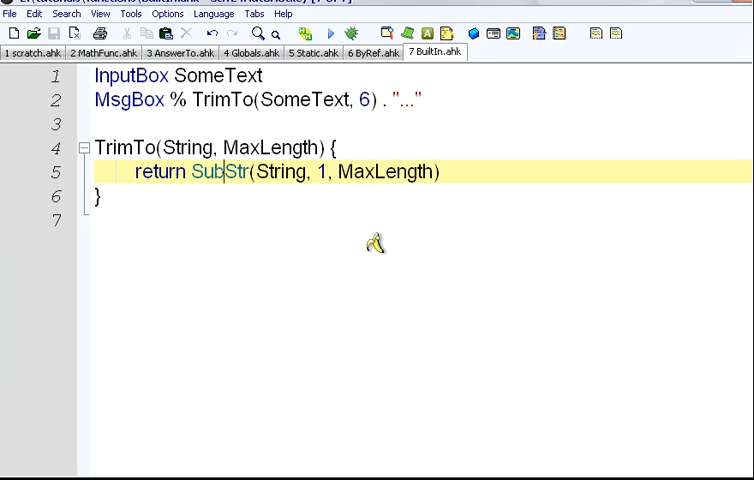 File Edit Search View Tools Options Language Tabs Help
1 scratch.ahk 2 MathFunc.ahk 3 AnswerTo.ahk 4 Globals.ahk 5 Static.ahk 6 ByRef.ahk 7 BuiltIn.ahk
1 InputBox SomeText
2 MsgBox % TrimTo(SomeText, 6) . "..."
3
4 TrimTo(String, MaxLength) {
5 return SubStr(String, 1, MaxLength)
6 }
7